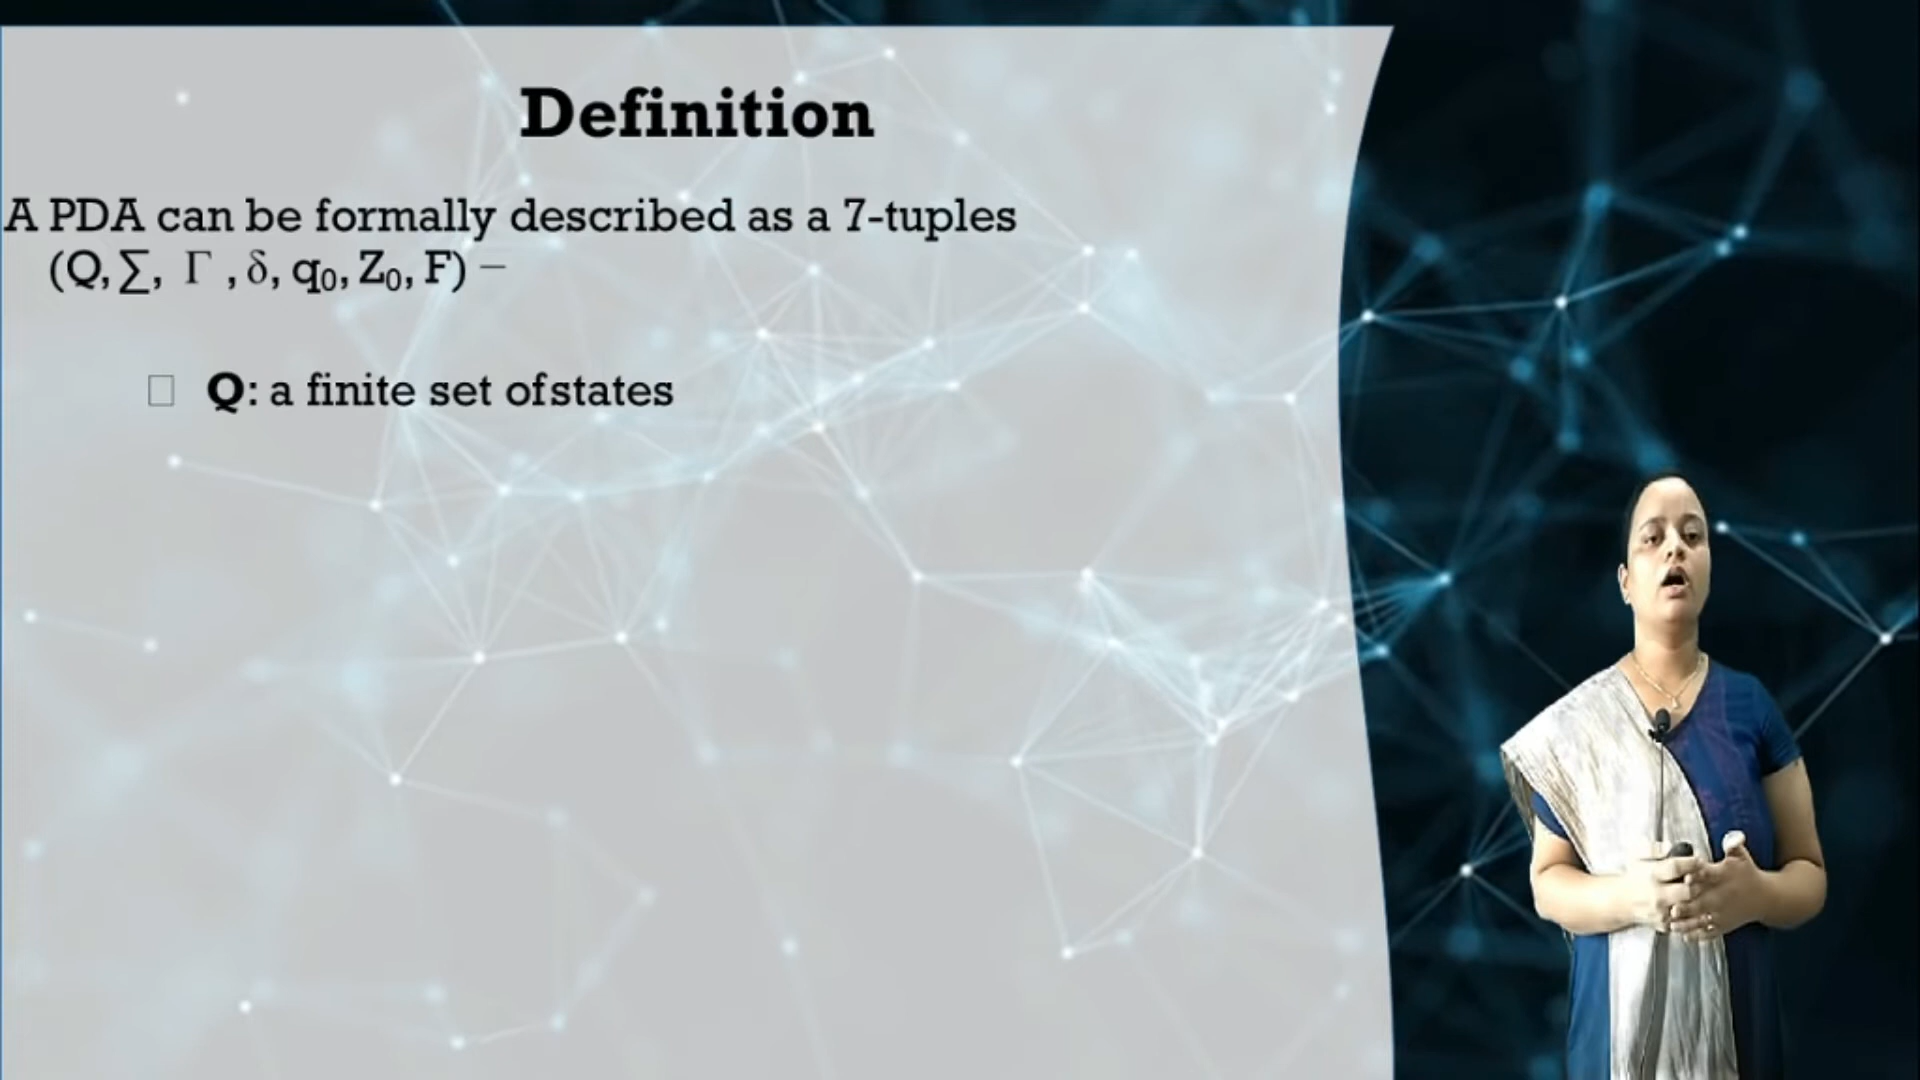 Definition
A PDA can be formally described as a 7-tuples
(Q, ∑, Γ , δ, q₀, Z₀, F) −
□ Q: a finite set ofstates